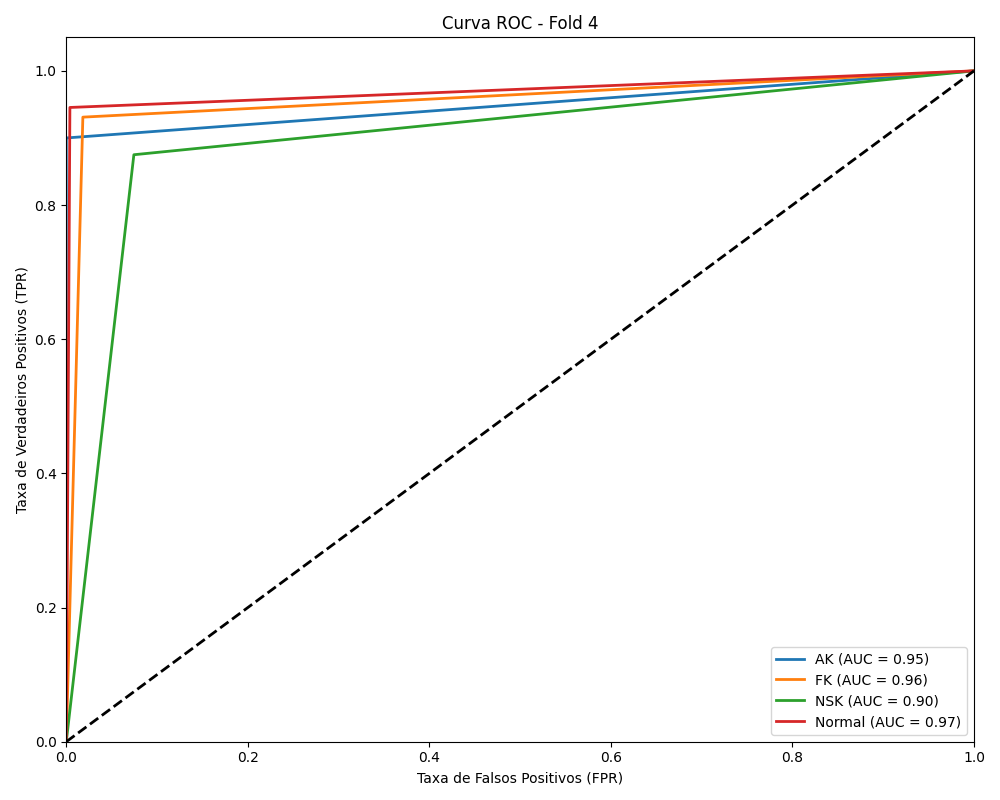 Curva ROC - Fold 4
1.0
0.8
0.6
0.4
0.2
0.0
Taxa de Verdadeiros Positivos (TPR)
0.0 0.2 0.4 0.6 0.8 1.0
Taxa de Falsos Positivos (FPR)
AK (AUC = 0.95)
FK (AUC = 0.96)
NSK (AUC = 0.90)
Normal (AUC = 0.97)